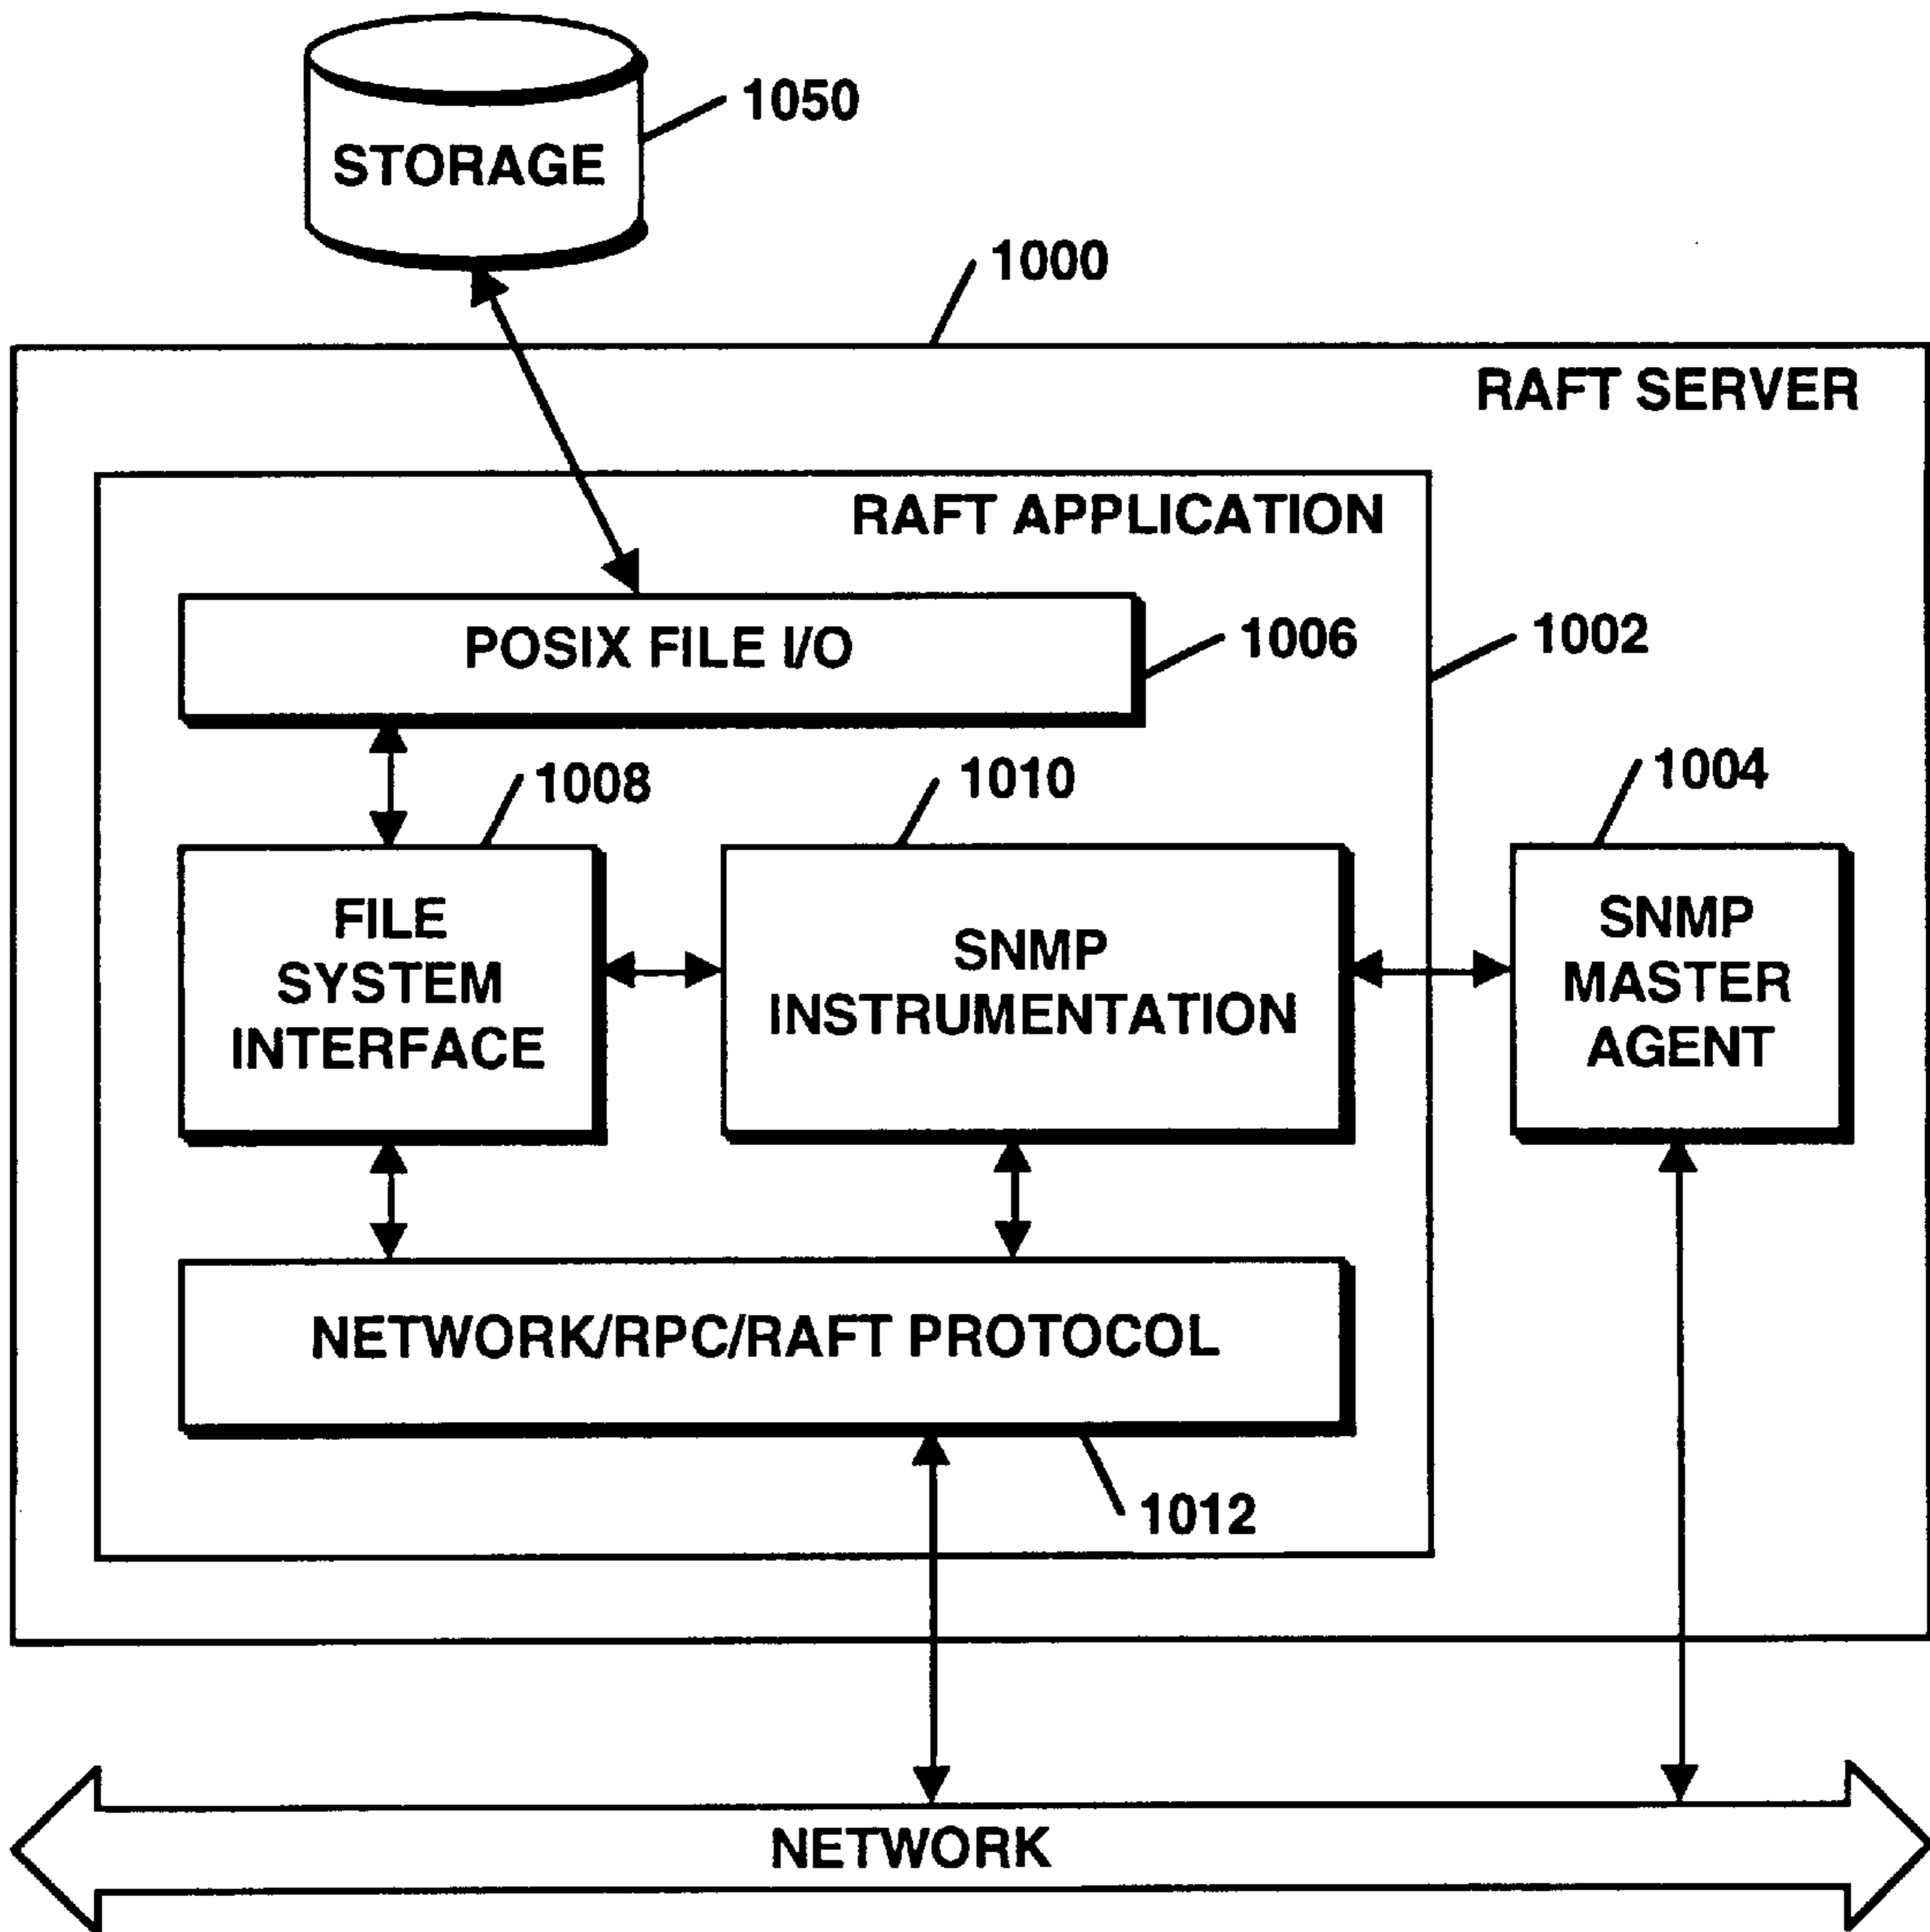 1050
STORAGE
1000
RAFT SERVER
RAFT APPLICATION
POSIX FILE I/O
1006
1002
1008
1010
1004
FILE
SYSTEM
INTERFACE
SNMP
INSTRUMENTATION
SNMP
MASTER
AGENT
NETWORK/RPC/RAFT PROTOCOL
1012
NETWORK